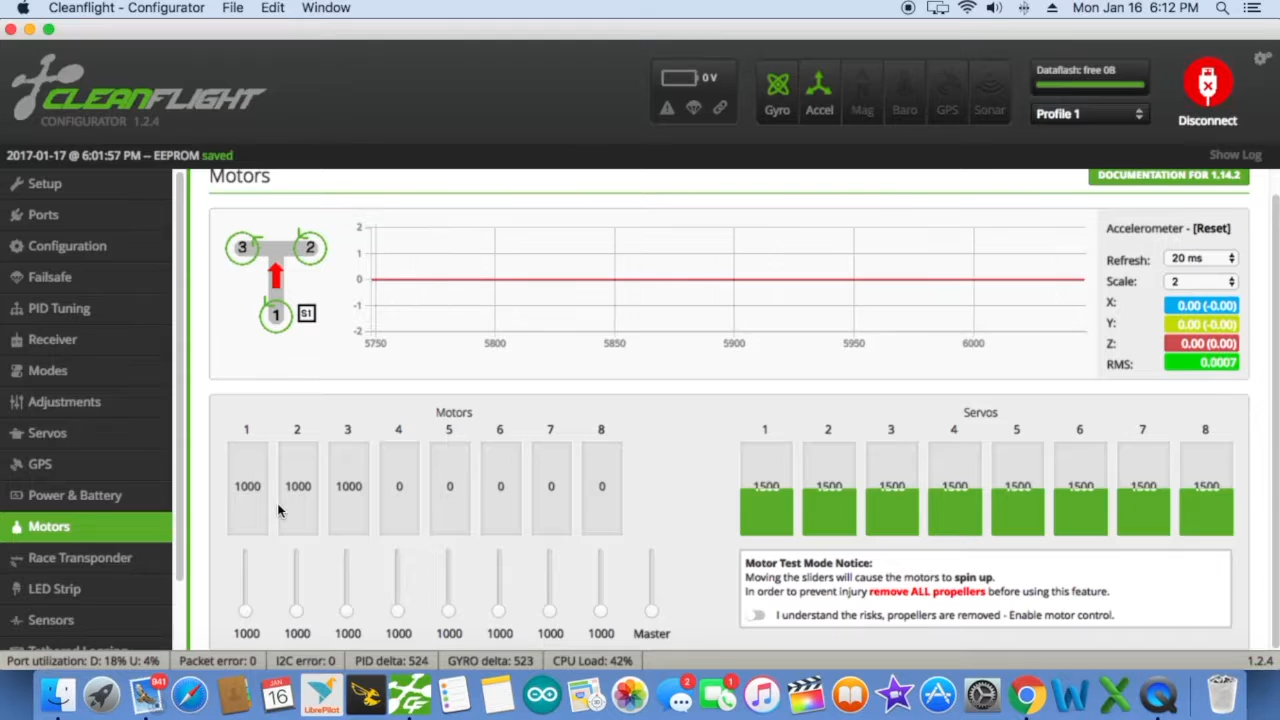 Cleanflight - Configurator File Edit Window Mon Jan 16 6:12 PM
CLEANFLIGHT
CONFIGURATOR 1.2.4
0 V
Gyro Accel Mag Baro GPS Sonar
Dataflash: free 0B
Profile 1
Disconnect
2017-01-17 @ 6:01:57 PM -- EEPROM saved
Show Log
Setup
Ports
Configuration
Failsafe
PID Tuning
Receiver
Modes
Adjustments
Servos
GPS
Power & Battery
Motors
Race Transponder
LED Strip
Sensors
Motors
DOCUMENTATION FOR 1.14.2
3 2
1 S1
2
1
0
-1
-2
5750 5800 5850 5900 5950 6000
Accelerometer - [Reset]
Refresh: 20 ms
Scale: 2
X: 0.00 (-0.00)
Y: 0.00 (-0.00)
Z: 0.00 (0.00)
RMS: 0.0007
Motors
1 2 3 4 5 6 7 8
1000 1000 1000 0 0 0 0 0
1000 1000 1000 1000 1000 1000 1000 1000 Master
Servos
1 2 3 4 5 6 7 8
1500 1500 1500 1500 1500 1500 1500 1500
Motor Test Mode Notice:
Moving the sliders will cause the motors to spin up.
In order to prevent injury remove ALL propellers before using this feature.
I understand the risks, propellers are removed - Enable motor control.
Port utilization: D: 18% U: 4% Packet error: 0 I2C error: 0 PID delta: 524 GYRO delta: 523 CPU Load: 42% 1.2.4
941 JAN 16 LibrePilot 2 1